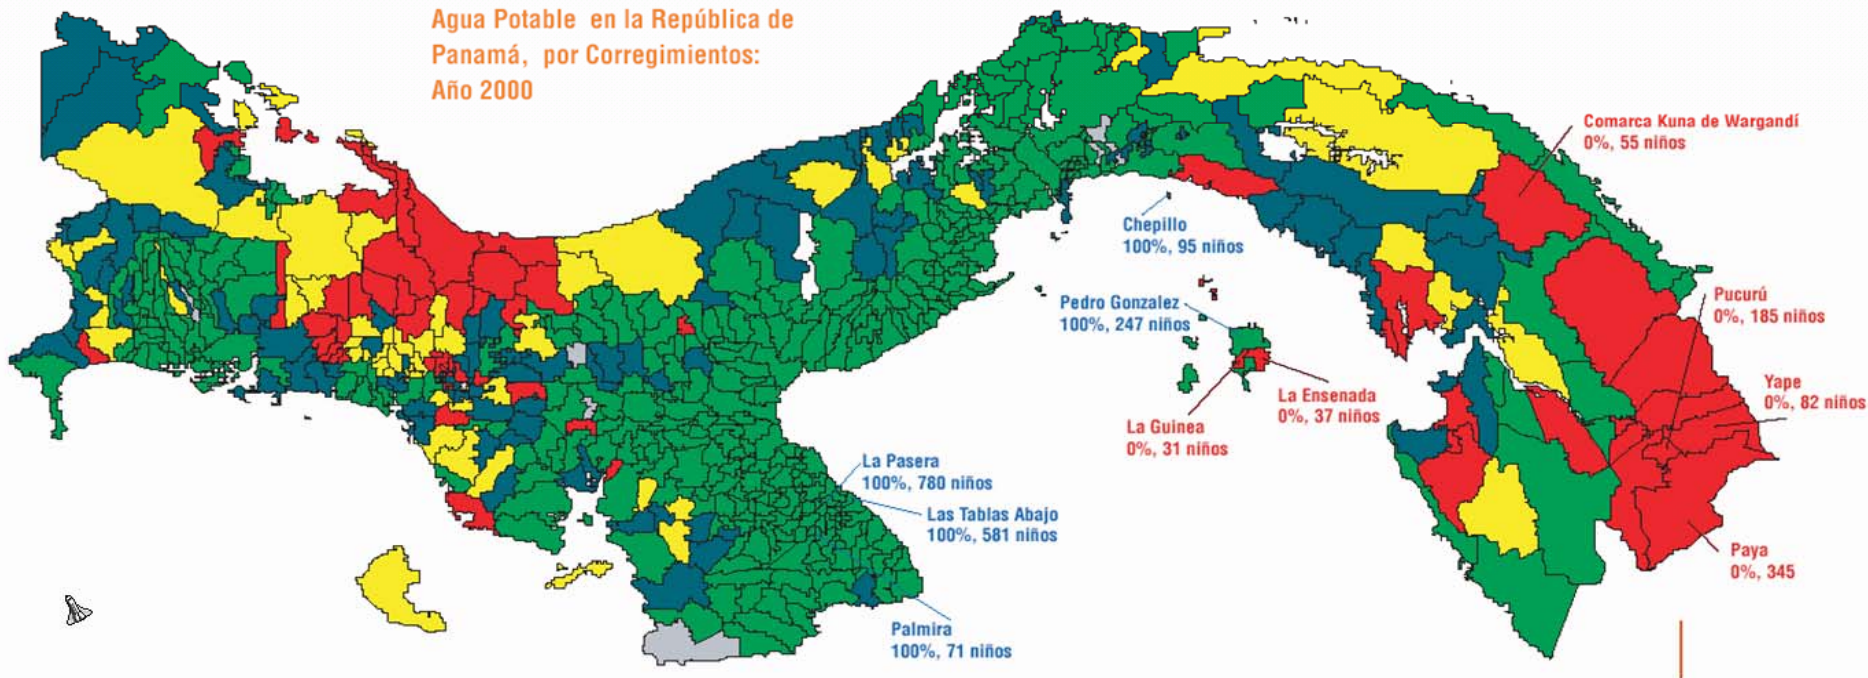 Agua Potable en la República de
Panamá, por Corregimientos:
Año 2000
Comarca Kuna de Wargandí
0%, 55 niños
Chepillo
100%, 95 niños
Pedro Gonzalez
100%, 247 niños
Pucurú
0%, 185 niños
Yape
0%, 82 niños
La Ensenada
0%, 37 niños
La Guinea
0%, 31 niños
La Pasera
100%, 780 niños
Las Tablas Abajo
100%, 581 niños
Paya
0%, 345
Palmira
100%, 71 niños